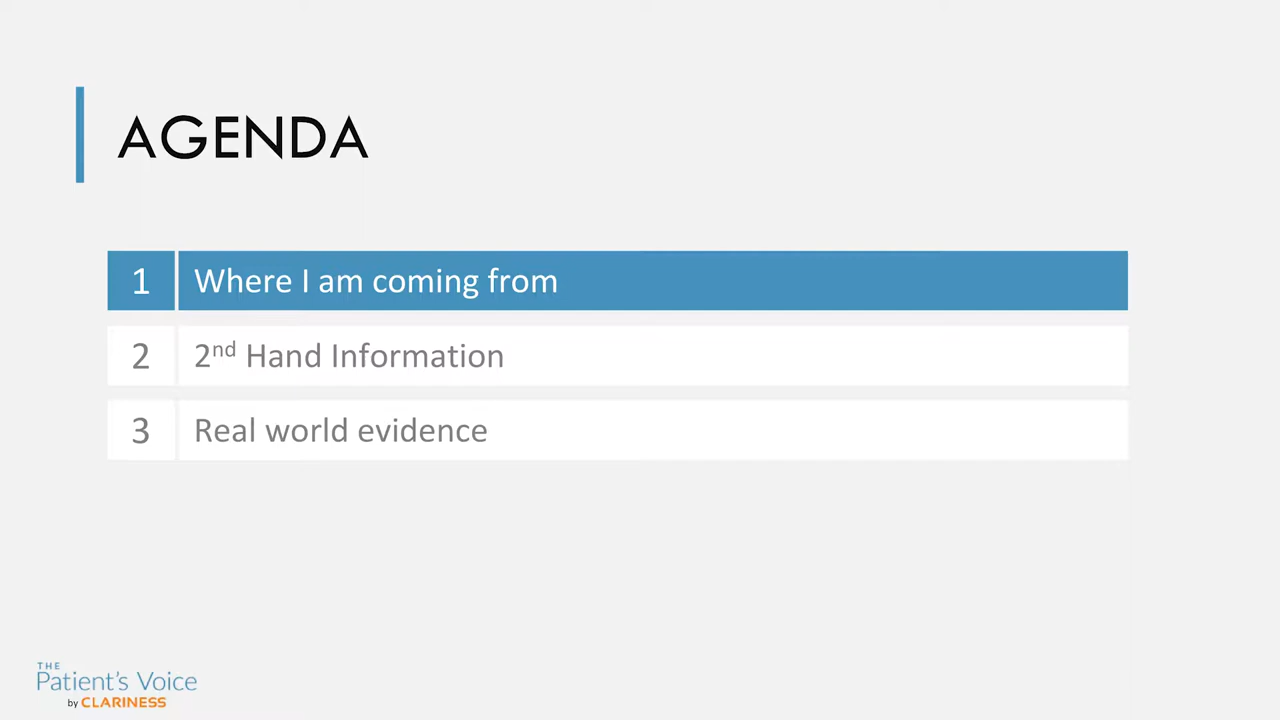 AGENDA
1 Where I am coming from
2 2nd Hand Information
3 Real world evidence
THE
Patient's Voice
by CLARINESS